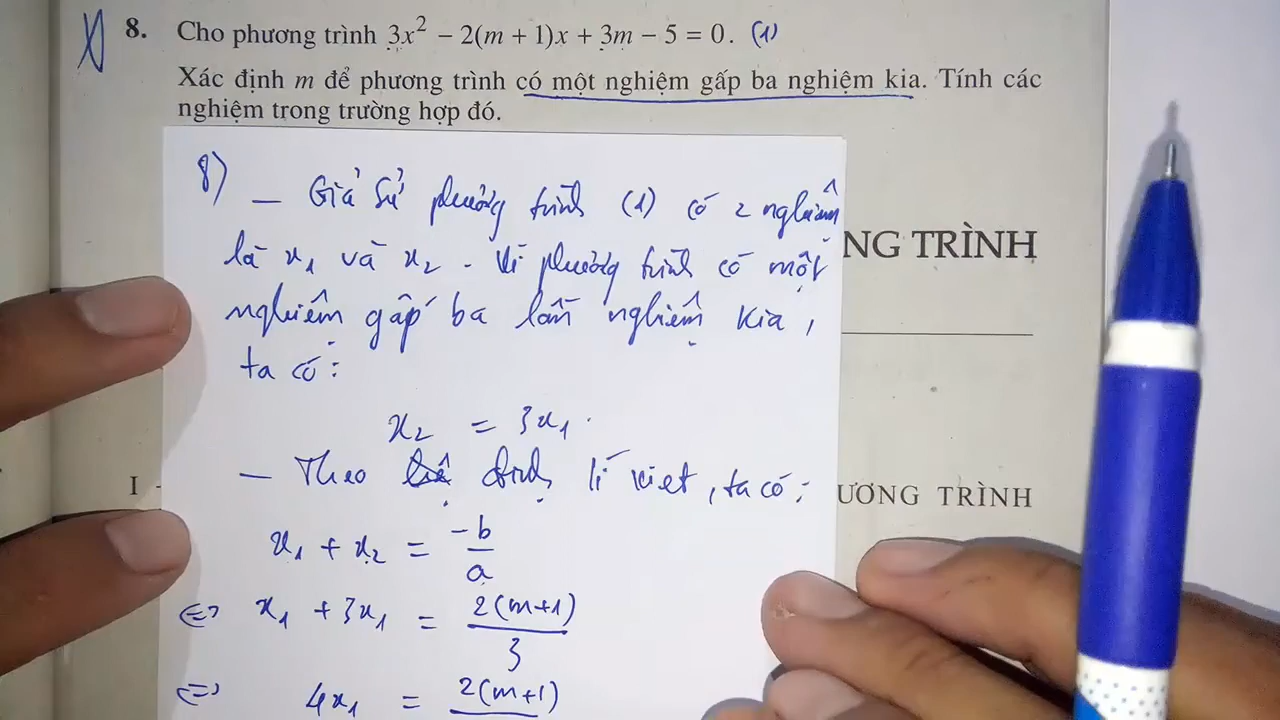 8. Cho phương trình 3x² − 2(m + 1)x + 3m − 5 = 0. (1)
Xác định m để phương trình có một nghiệm gấp ba nghiệm kia. Tính các
nghiệm trong trường hợp đó.
8) — Giả sử phương trình (1) có 2 nghiệm
là x₁ và x₂. Vì phương trình có một
NG TRÌNH
nghiệm gấp ba lần nghiệm kia,
ta có:
x₂ = 3x₁.
— Theo định lí viet, ta có:
I -
ƯƠNG TRÌNH
x₁ + x₂ = -b/a
⇔ x₁ + 3x₁ = 2(m+1)/3
⇔ 4x₁ = 2(m+1)